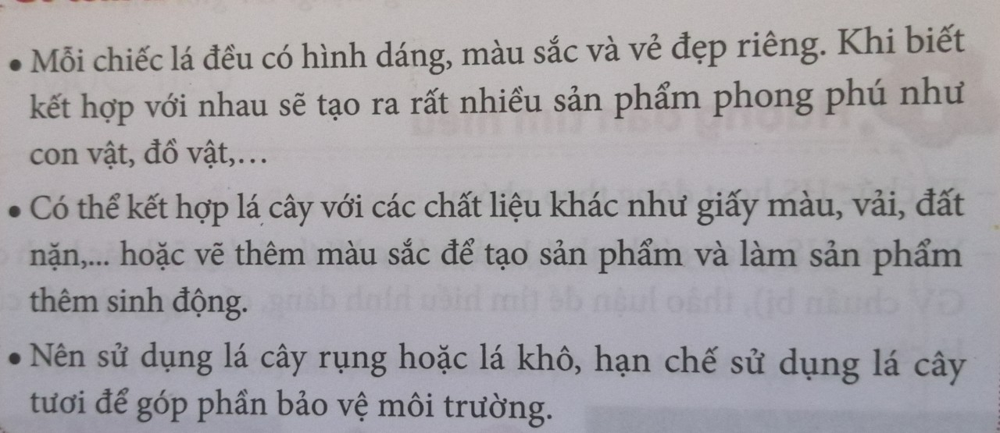 • Mỗi chiếc lá đều có hình dáng, màu sắc và vẻ đẹp riêng. Khi biết
kết hợp với nhau sẽ tạo ra rất nhiều sản phẩm phong phú như
con vật, đồ vật,...
• Có thể kết hợp lá cây với các chất liệu khác như giấy màu, vải, đất
nặn,... hoặc vẽ thêm màu sắc để tạo sản phẩm và làm sản phẩm
thêm sinh động.
• Nên sử dụng lá cây rụng hoặc lá khô, hạn chế sử dụng lá cây
tươi để góp phần bảo vệ môi trường.